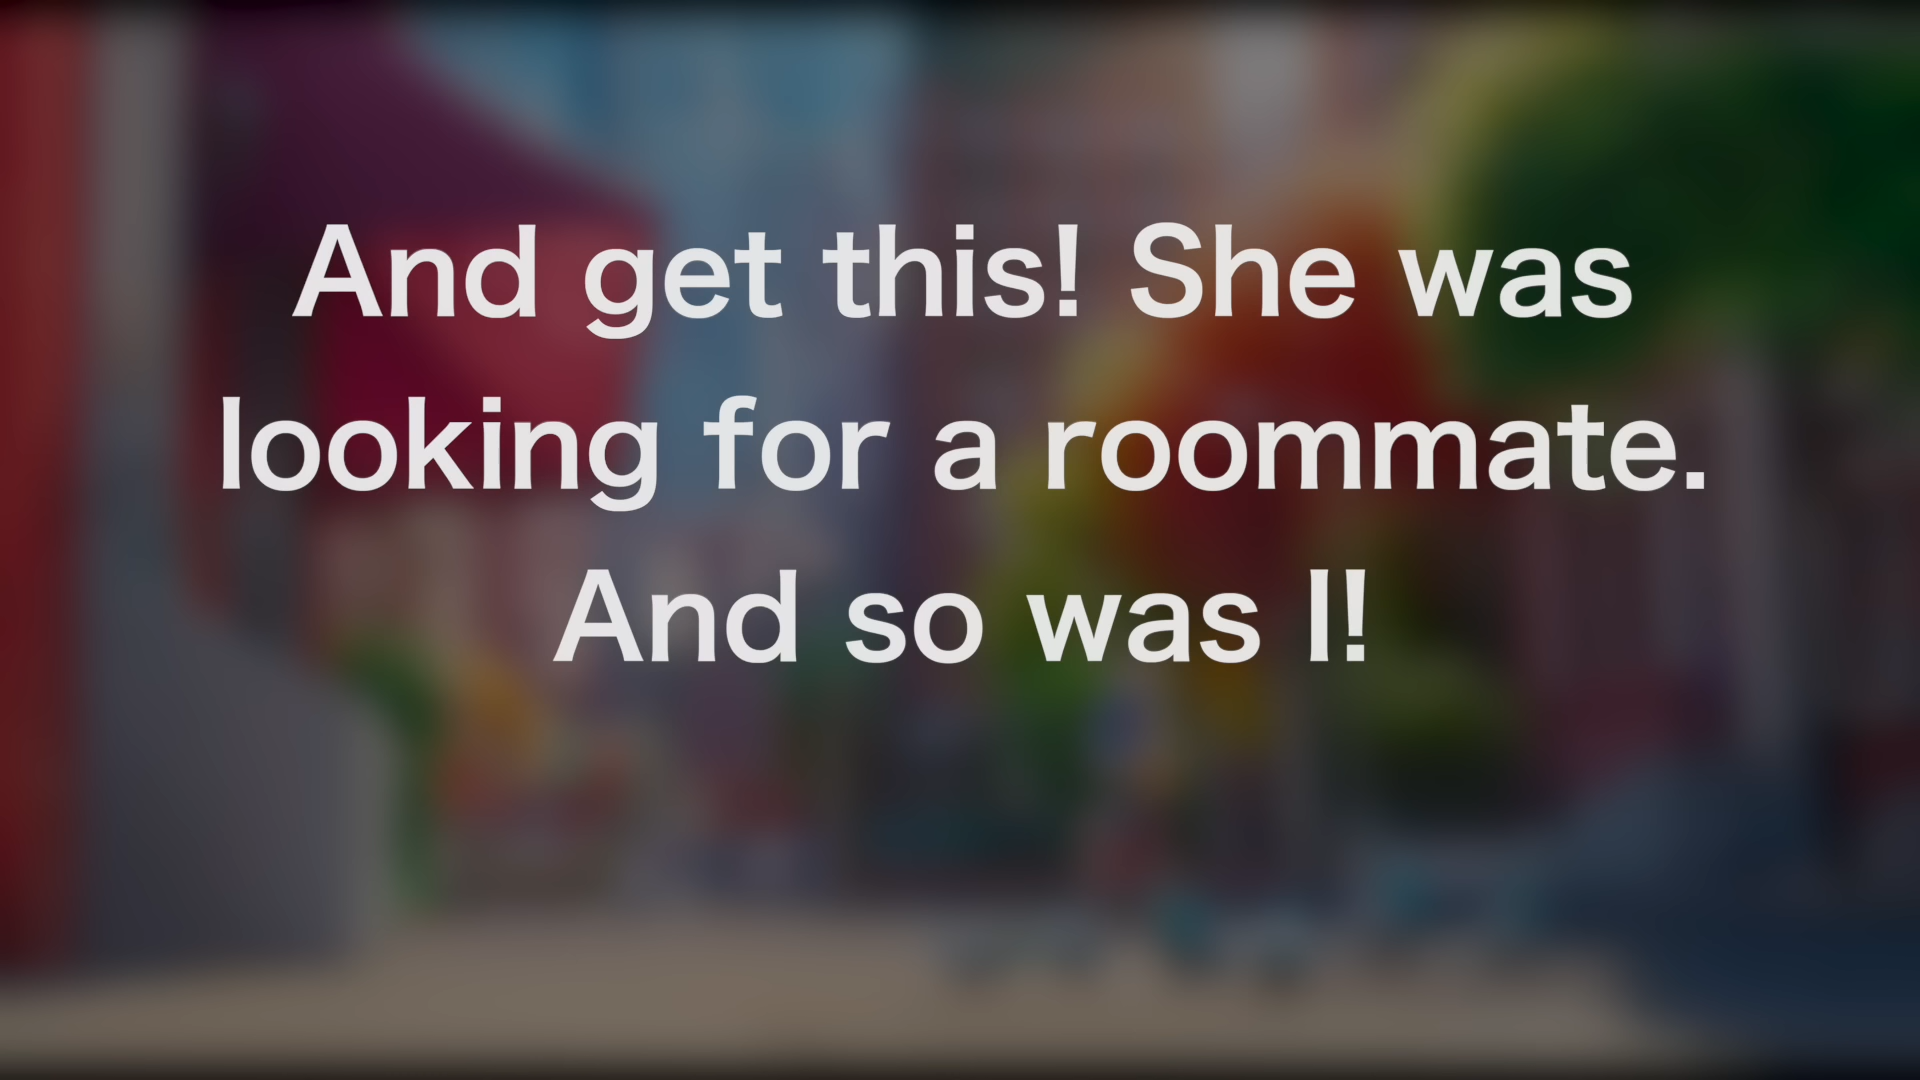 And get this! She was
looking for a roommate.
And so was I!